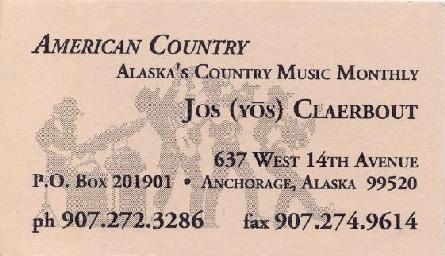 AMERICAN COUNTRY
ALASKA'S COUNTRY MUSIC MONTHLY
JOS (YŌS) CLAERBOUT
637 WEST 14TH AVENUE
P.O. BOX 201901 • ANCHORAGE, ALASKA 99520
ph 907.272.3286 fax 907.274.9614